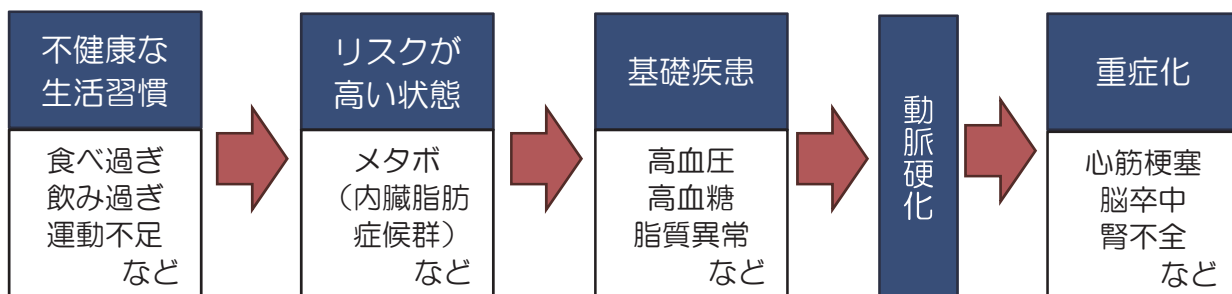 不健康な
生活習慣
食べ過ぎ
飲み過ぎ
運動不足
など
リスクが
高い状態
メタボ
（内臓脂肪
症候群）
など
基礎疾患
高血圧
高血糖
脂質異常
など
動脈硬化
重症化
心筋梗塞
脳卒中
腎不全
など